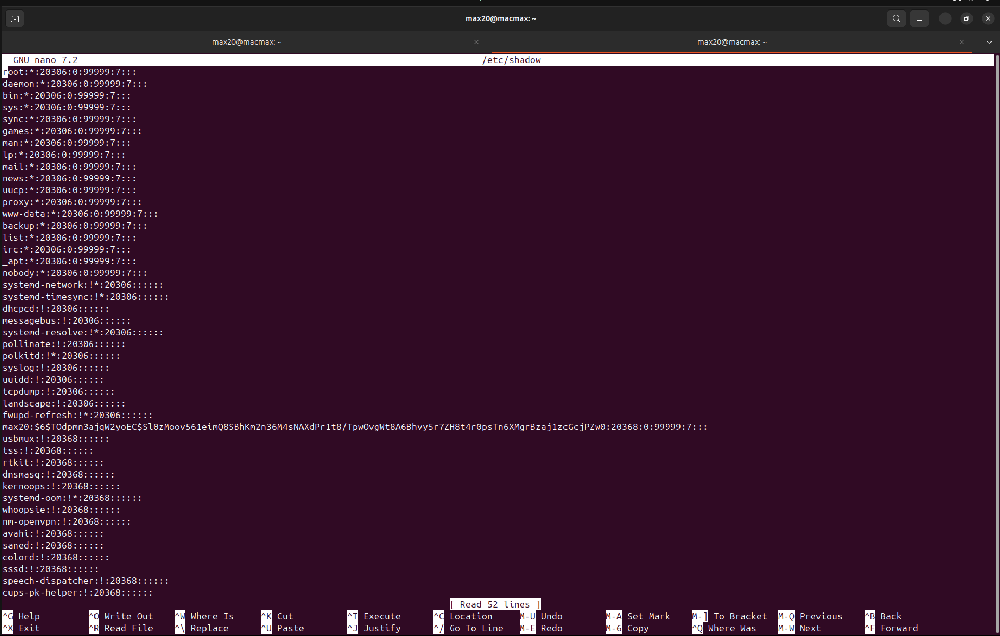 max20@macmax: ~
max20@macmax: ~
max20@macmax: ~
GNU nano 7.2 /etc/shadow
root:*:20306:0:99999:7:::
daemon:*:20306:0:99999:7:::
bin:*:20306:0:99999:7:::
sys:*:20306:0:99999:7:::
sync:*:20306:0:99999:7:::
games:*:20306:0:99999:7:::
man:*:20306:0:99999:7:::
lp:*:20306:0:99999:7:::
mail:*:20306:0:99999:7:::
news:*:20306:0:99999:7:::
uucp:*:20306:0:99999:7:::
proxy:*:20306:0:99999:7:::
www-data:*:20306:0:99999:7:::
backup:*:20306:0:99999:7:::
list:*:20306:0:99999:7:::
irc:*:20306:0:99999:7:::
_apt:*:20306:0:99999:7:::
nobody:*:20306:0:99999:7:::
systemd-network:!*:20306::::::
systemd-timesync:!*:20306::::::
dhcpcd:!:20306::::::
messagebus:!:20306::::::
systemd-resolve:!*:20306::::::
pollinate:!:20306::::::
polkitd:!*:20306::::::
syslog:!:20306::::::
uuidd:!:20306::::::
tcpdump:!:20306::::::
landscape:!:20306::::::
fwupd-refresh:!*:20306::::::
max20:$6$TOdpmn3ajqW2yoEC$Sl0zMoov561eimQ8SBhKm2n36M4sNAXdPr1t8/TpwOvgWt8A6Bhvy5r7ZH8t4r0psTn6XMgrBzaj1zcGcjPZw0:20368:0:99999:7:::
usbmux:!:20368::::::
tss:!:20368::::::
rtkit:!:20368::::::
dnsmasq:!:20368::::::
kernoops:!:20368::::::
systemd-oom:!*:20368::::::
whoopsie:!:20368::::::
nm-openvpn:!:20368::::::
avahi:!:20368::::::
saned:!:20368::::::
colord:!:20368::::::
sssd:!:20368::::::
speech-dispatcher:!:20368::::::
cups-pk-helper:!:20368::::::
[ Read 52 lines ]
^G Help ^O Write Out ^W Where Is ^K Cut ^T Execute ^C Location M-U Undo M-A Set Mark M-] To Bracket M-Q Previous ^B Back
^X Exit ^R Read File ^\ Replace ^U Paste ^J Justify ^/ Go To Line M-E Redo M-6 Copy ^Q Where Was M-W Next ^F Forward